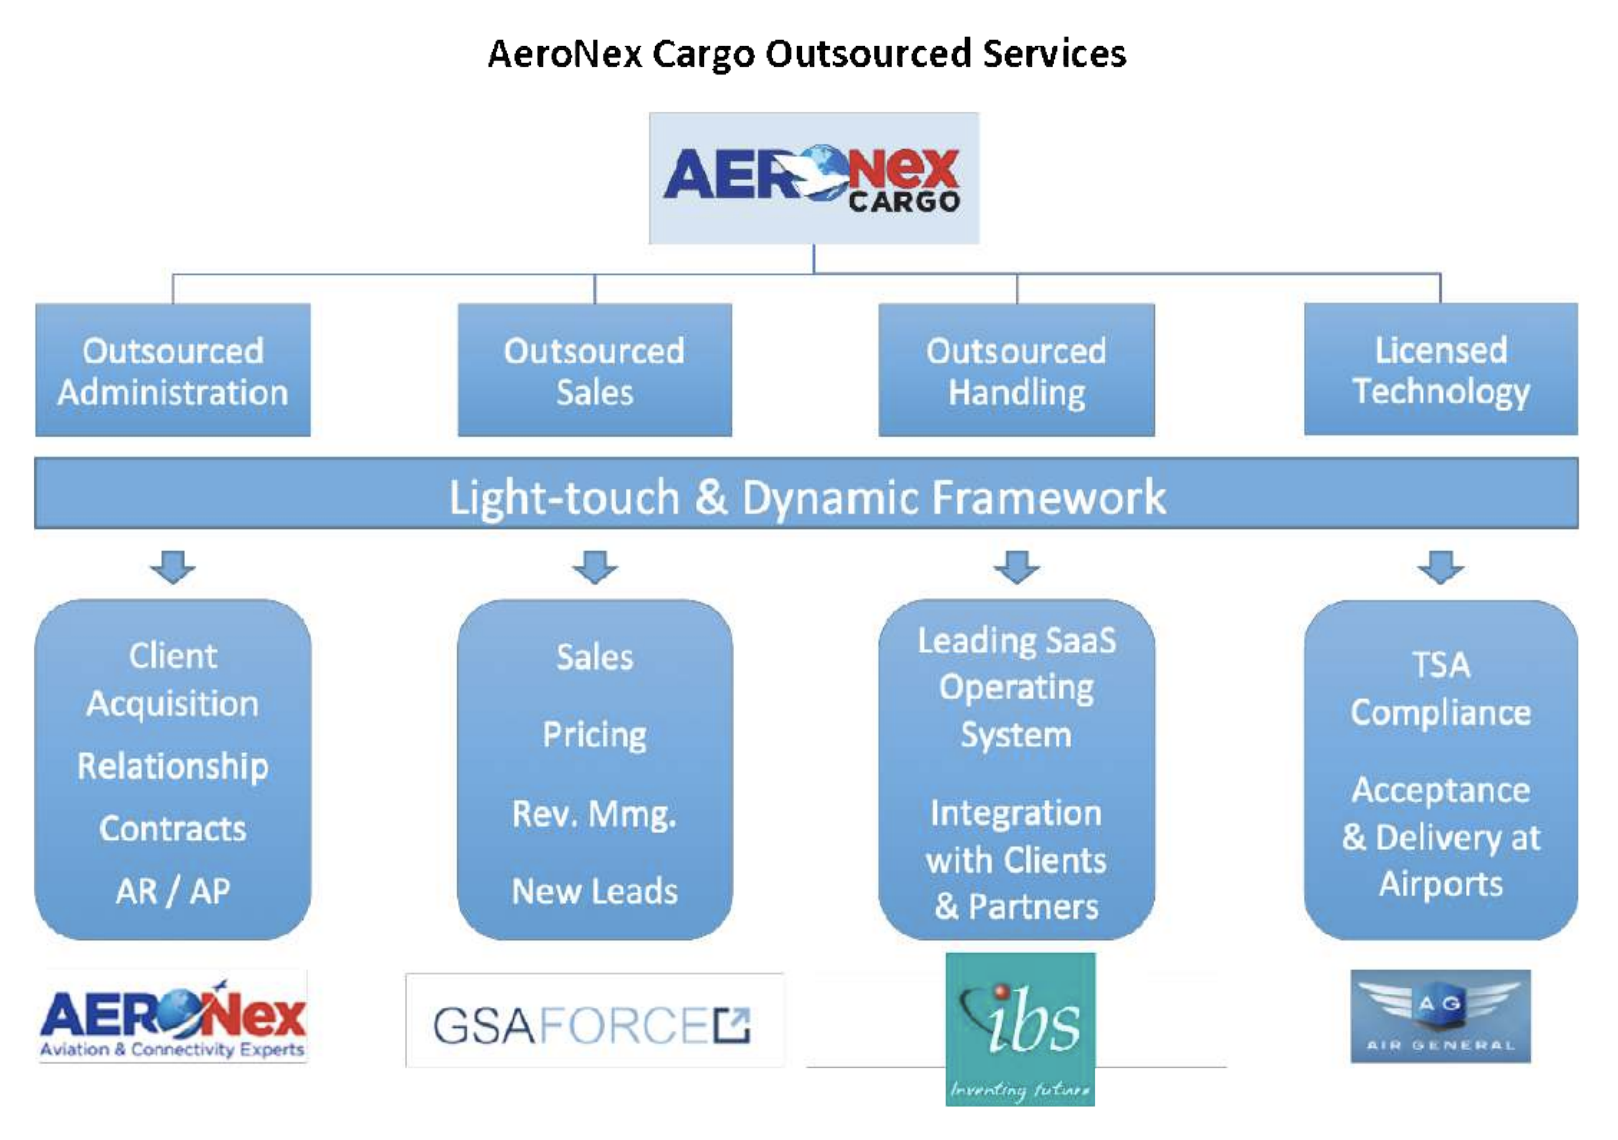 AeroNex Cargo Outsourced Services
AERONex
CARGO
Outsourced
Administration
Outsourced
Sales
Outsourced
Handling
Licensed
Technology
Light-touch & Dynamic Framework
Client
Acquisition
Relationship
Contracts
AR / AP
Sales
Pricing
Rev. Mmg.
New Leads
Leading SaaS
Operating
System
Integration
with Clients
& Partners
TSA
Compliance
Acceptance
& Delivery at
Airports
AERONex
Aviation & Connectivity Experts
GSAFORCE
ibs
Inventing future
AG
AIR GENERAL